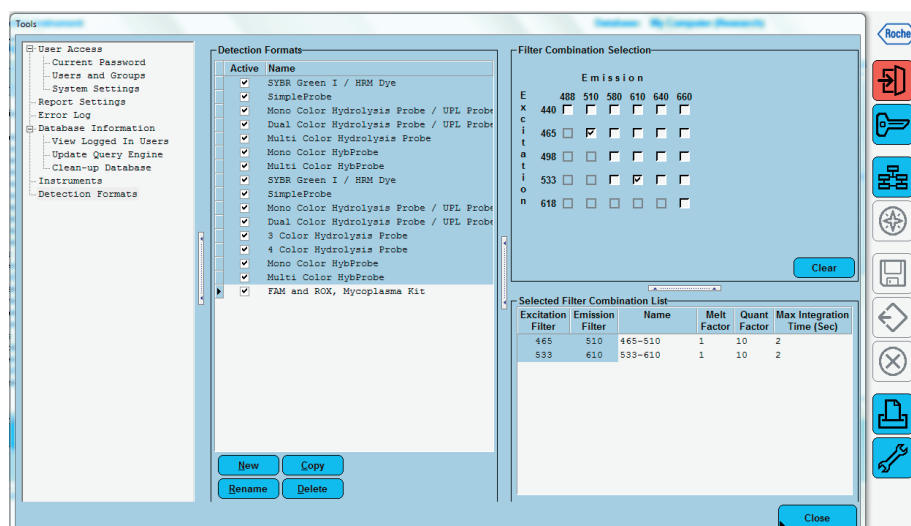 Tools
Database: My Computer (Research)
Roche
User Access
Current Password
Users and Groups
System Settings
Report Settings
Error Log
Database Information
View Logged In Users
Update Query Engine
Clean-up Database
Instruments
Detection Formats
Detection Formats
Active Name
SYBR Green I / HRM Dye
SimpleProbe
Mono Color Hydrolysis Probe / UPL Probe
Dual Color Hydrolysis Probe / UPL Probe
Multi Color Hydrolysis Probe
Mono Color HybProbe
Multi Color HybProbe
SYBR Green I / HRM Dye
SimpleProbe
Mono Color Hydrolysis Probe / UPL Probe
Dual Color Hydrolysis Probe / UPL Probe
3 Color Hydrolysis Probe
4 Color Hydrolysis Probe
Mono Color HybProbe
Multi Color HybProbe
FAM and ROX, Mycoplasma Kit
New Copy
Rename Delete
Filter Combination Selection
Emission
Excitation
488 510 580 610 640 660
440
465
498
533
618
Clear
Selected Filter Combination List
Excitation Filter Emission Filter Name Melt Factor Quant Factor Max Integration Time (Sec)
465 510 465-510 1 10 2
533 610 533-610 1 10 2
Close